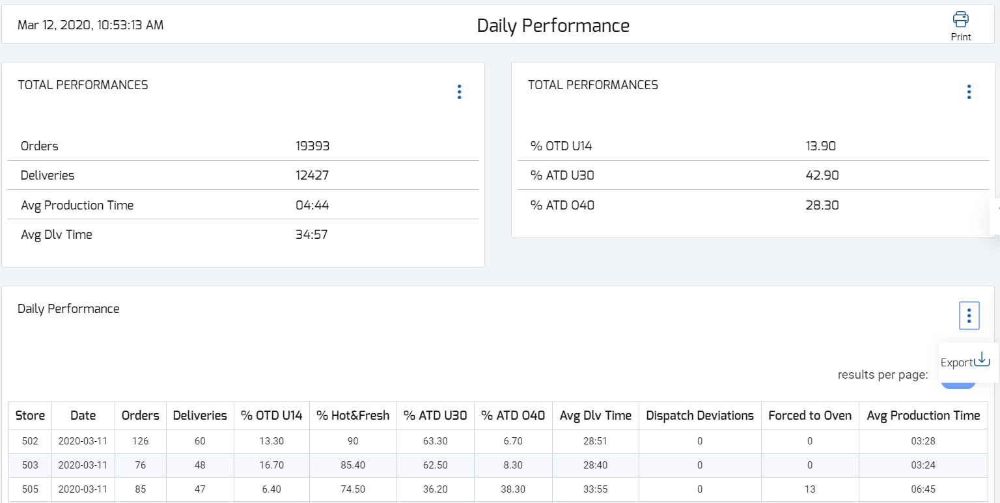 Mar 12, 2020, 10:53:13 AM
Daily Performance
Print
TOTAL PERFORMANCES
Orders 19393
Deliveries 12427
Avg Production Time 04:44
Avg Dlv Time 34:57
TOTAL PERFORMANCES
% OTD U14 13.90
% ATD U30 42.90
% ATD O40 28.30
Daily Performance
Export
results per page:
Store Date Orders Deliveries % OTD U14 % Hot&Fresh % ATD U30 % ATD O40 Avg Dlv Time Dispatch Deviations Forced to Oven Avg Production Time
502 2020-03-11 126 60 13.30 90 63.30 6.70 28:51 0 0 03:28
503 2020-03-11 76 48 16.70 85.40 62.50 8.30 28:40 0 0 03:24
505 2020-03-11 85 47 6.40 74.50 36.20 38.30 33:55 0 13 06:45